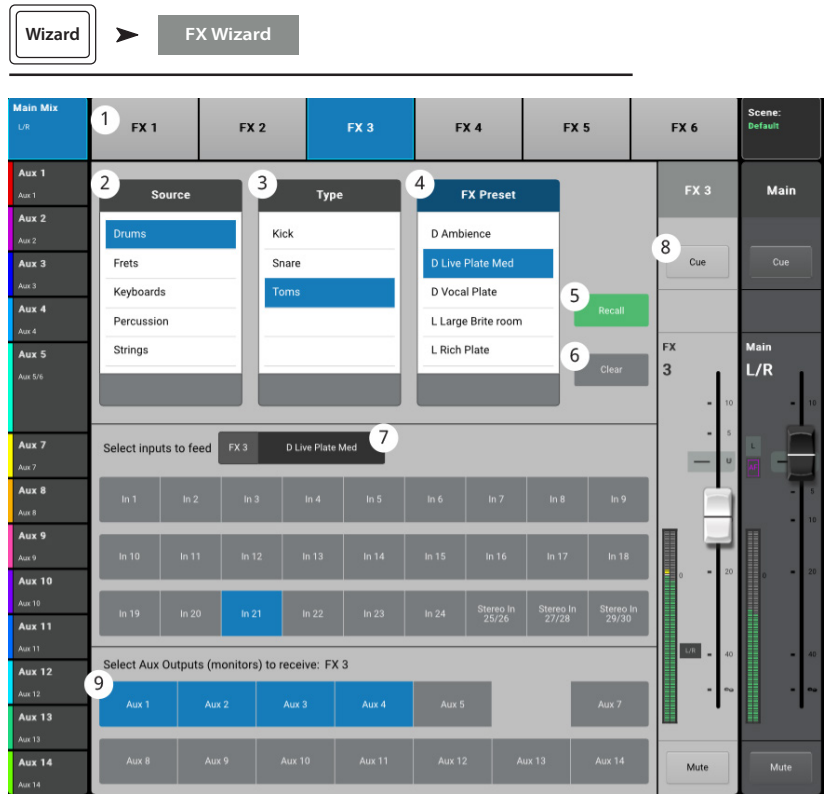 Wizard FX Wizard
Main Mix
L/R
1 FX 1 FX 2 FX 3 FX 4 FX 5 FX 6
Scene:
Default
Aux 1
Aux 1
Aux 2
Aux 2
Aux 3
Aux 3
Aux 4
Aux 4
Aux 5
Aux 5/6
Aux 7
Aux 7
Aux 8
Aux 8
Aux 9
Aux 9
Aux 10
Aux 10
Aux 11
Aux 11
Aux 12
Aux 12
Aux 13
Aux 13
Aux 14
Aux 14
2 Source
Drums
Frets
Keyboards
Percussion
Strings
3 Type
Kick
Snare
Toms
4 FX Preset
D Ambience
D Live Plate Med
D Vocal Plate
L Large Brite room
L Rich Plate
5 Recall
6 Clear
Select inputs to feed FX 3 D Live Plate Med 7
In 1 In 2 In 3 In 4 In 5 In 6 In 7 In 8 In 9
In 10 In 11 In 12 In 13 In 14 In 15 In 16 In 17 In 18
In 19 In 20 In 21 In 22 In 23 In 24 Stereo In Stereo In Stereo In
25/26 27/28 29/30
Select Aux Outputs (monitors) to receive: FX 3
9
Aux 1 Aux 2 Aux 3 Aux 4 Aux 5 Aux 7
Aux 8 Aux 9 Aux 10 Aux 11 Aux 12 Aux 13 Aux 14
FX 3
8 Cue
FX
3
10
5
U
0
20
L/R
40
∞
Mute
Main
Cue
Main
L/R
10
L
5
10
0
20
40
∞
Mute